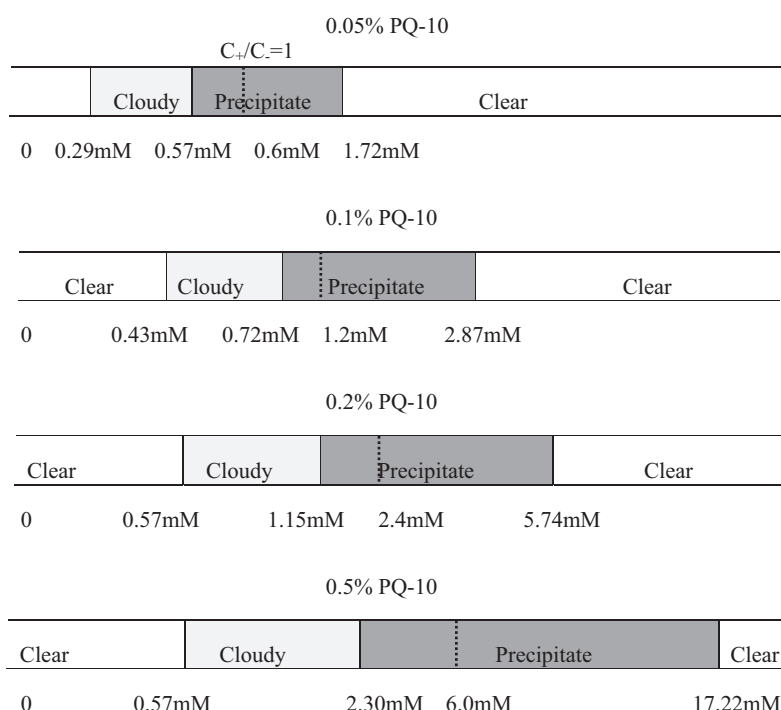 0.05% PQ-10
C₊/C₋=1
Cloudy Precipitate Clear
0 0.29mM 0.57mM 0.6mM 1.72mM
0.1% PQ-10
Clear Cloudy Precipitate Clear
0 0.43mM 0.72mM 1.2mM 2.87mM
0.2% PQ-10
Clear Cloudy Precipitate Clear
0 0.57mM 1.15mM 2.4mM 5.74mM
0.5% PQ-10
Clear Cloudy Precipitate Clear
0 0.57mM 2.30mM 6.0mM 17.22mM